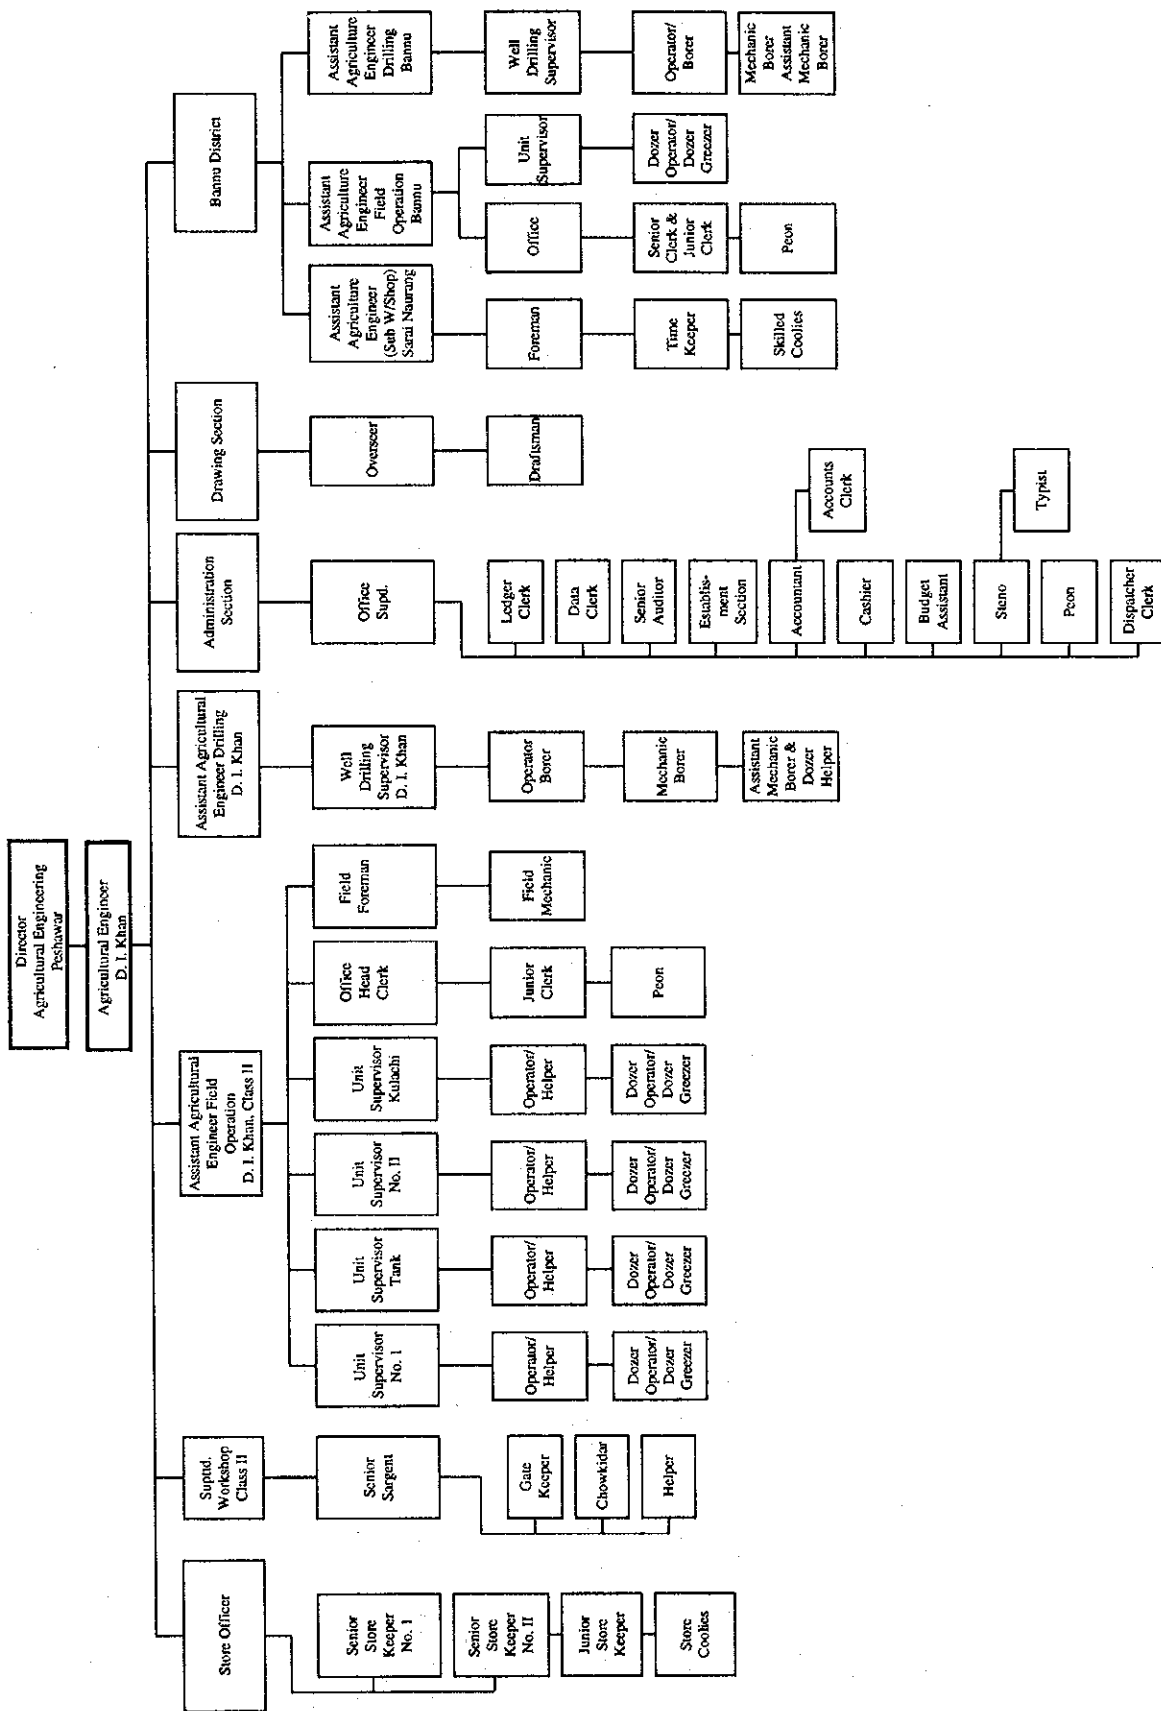 Director
Agricultural Engineering
Peshawar
Agricultural Engineer
D. I. Khan
Store Officer
Supttd.
Workshop
Class II
Assistant Agricultural
Engineer Field
Operation
D. I. Khan, Class II
Assistant Agricultural
Engineer Drilling
D. I. Khan
Administration
Section
Drawing Section
Bannu District
Senior
Store
Keeper
No. I
Senior
Store
Keeper
No. II
Junior
Store
Keeper
Store
Coolies
Senior
Sargent
Gate
Keeper
Chowkidar
Helper
Unit
Supervisor
No. 1
Operator/
Helper
Dozer
Operator/
Dozer
Greezer
Unit
Supervisor
Tank
Operator/
Helper
Dozer
Operator/
Dozer
Greezer
Unit
Supervisor
No. II
Operator/
Helper
Dozer
Operator/
Dozer
Greezer
Unit
Supervisor
Kulachi
Operator/
Helper
Dozer
Operator/
Dozer
Greezer
Office
Head
Clerk
Junior
Clerk
Peon
Field
Foreman
Field
Mechanic
Well
Drilling
Supervisor
D. I. Khan
Operator
Borer
Mechanic
Borer
Assistant
Mechanic
Borer &
Dozer
Helper
Office
Supd.
Ledger
Clerk
Data
Clerk
Senior
Auditor
Establis-
ment
Section
Accountant
Accounts
Clerk
Cashier
Budget
Assistant
Steno
Typist
Peon
Dispatcher
Clerk
Overseer
Draftsman
Assistant
Agriculture
Engineer
(Sub W/Shop)
Sarai Naurang
Foreman
Time
Keeper
Skilled
Coolies
Assistant
Agriculture
Engineer
Field
Operation
Bannu
Office
Senior
Clerk &
Junior
Clerk
Peon
Unit
Supervisor
Dozer
Operator/
Dozer
Greezer
Assistant
Agriculture
Engineer
Drilling
Bannu
Well
Drilling
Supervisor
Operator/
Borer
Mechanic
Borer
Assistant
Mechanic
Borer